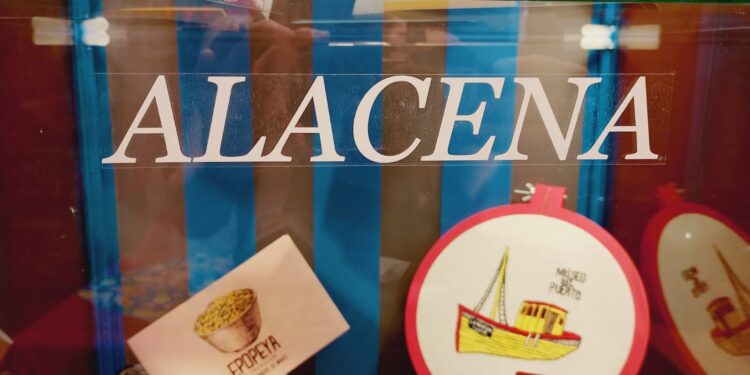 ALACENA
MUSEO
DEL
PUERTO
EPOPEYA